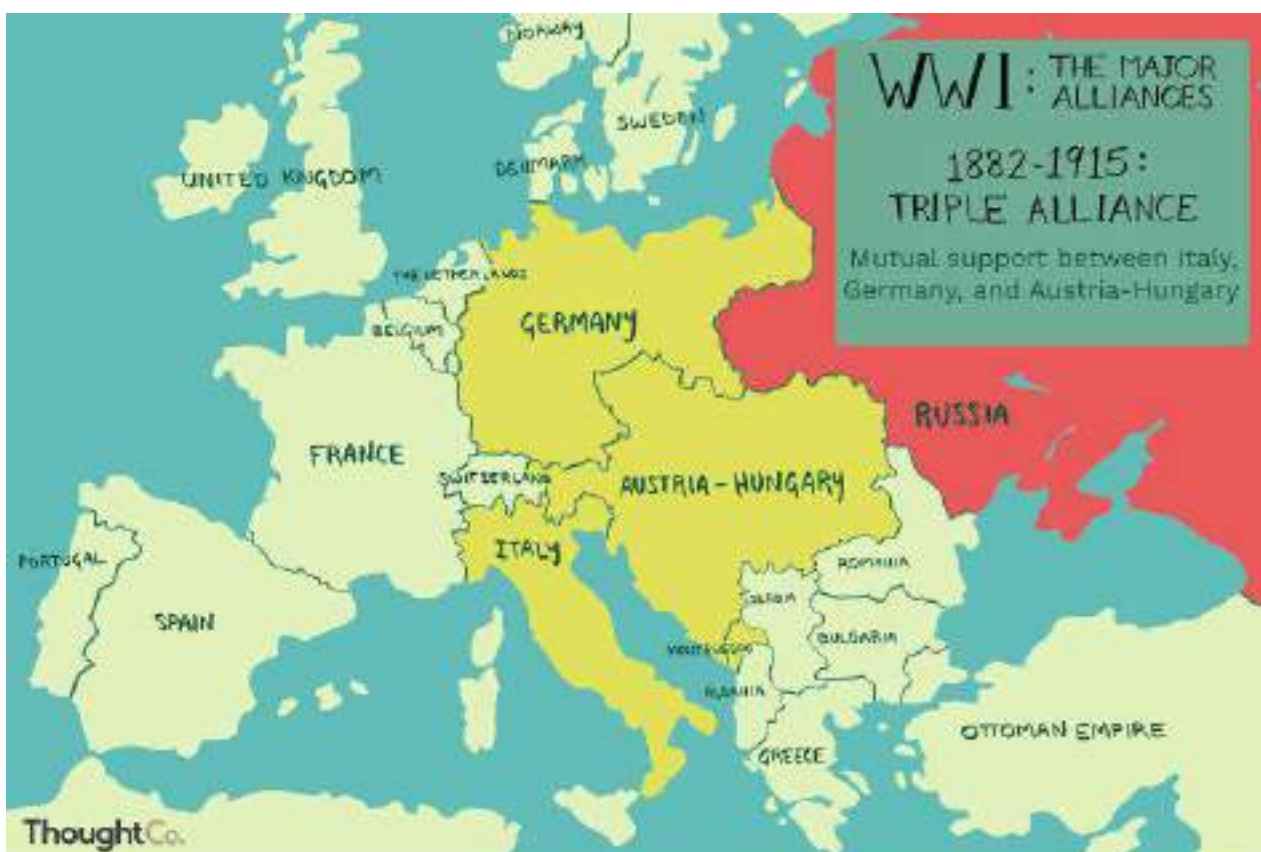 WWI: THE MAJOR
ALLIANCES
1882-1915:
TRIPLE ALLIANCE
Mutual support between Italy,
Germany, and Austria-Hungary
NORWAY
SWEDEN
DENMARK
UNITED KINGDOM
THE NETHERLANDS
BELGIUM
GERMANY
RUSSIA
FRANCE
SWITZERLAND
AUSTRIA-HUNGARY
ITALY
PORTUGAL
SPAIN
ROMANIA
SERBIA
BULGARIA
MONTENEGRO
ALBANIA
GREECE
OTTOMAN EMPIRE
ThoughtCo.